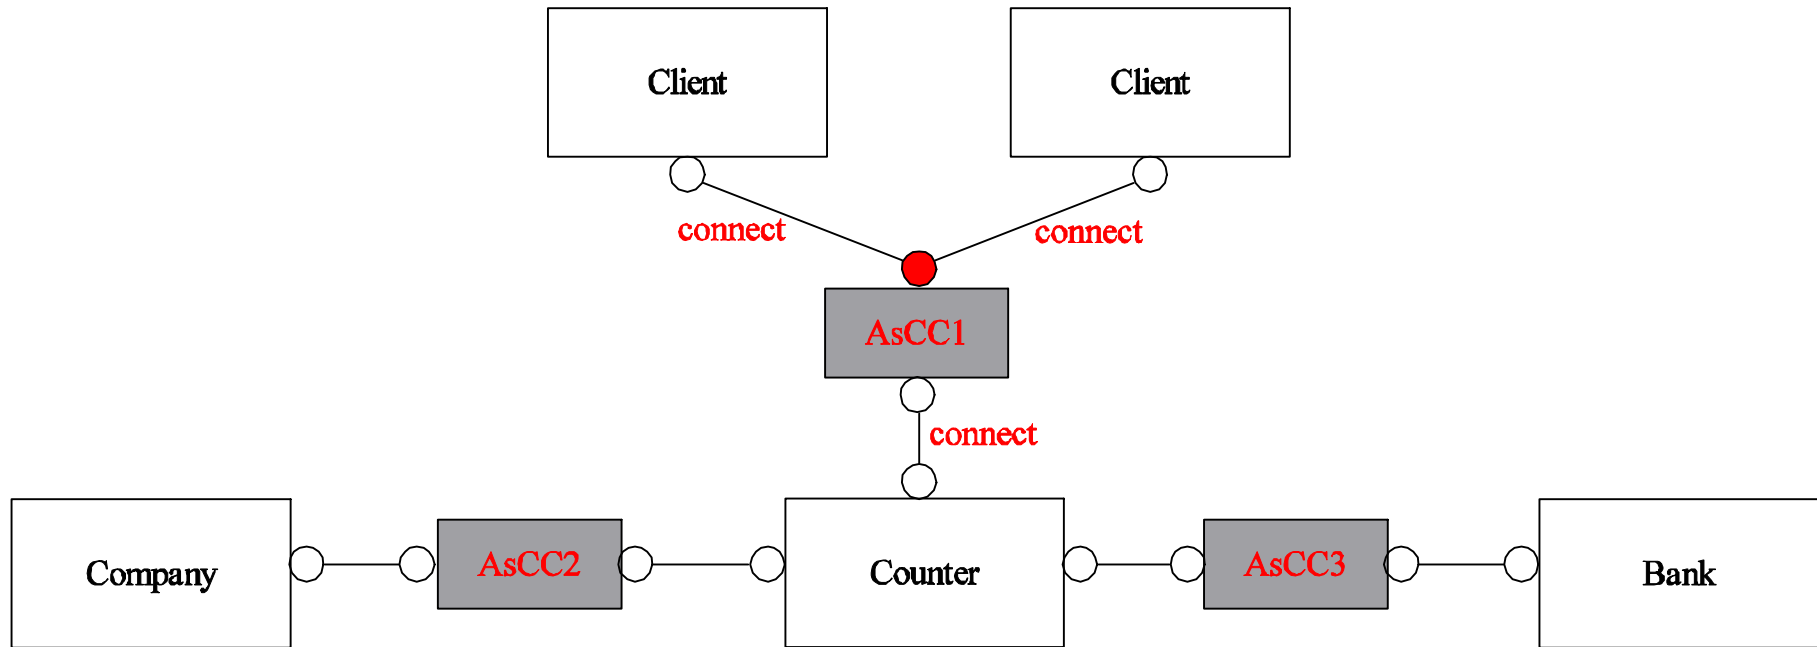 Client
Client
connect
connect
AsCC1
connect
Company
AsCC2
Counter
AsCC3
Bank